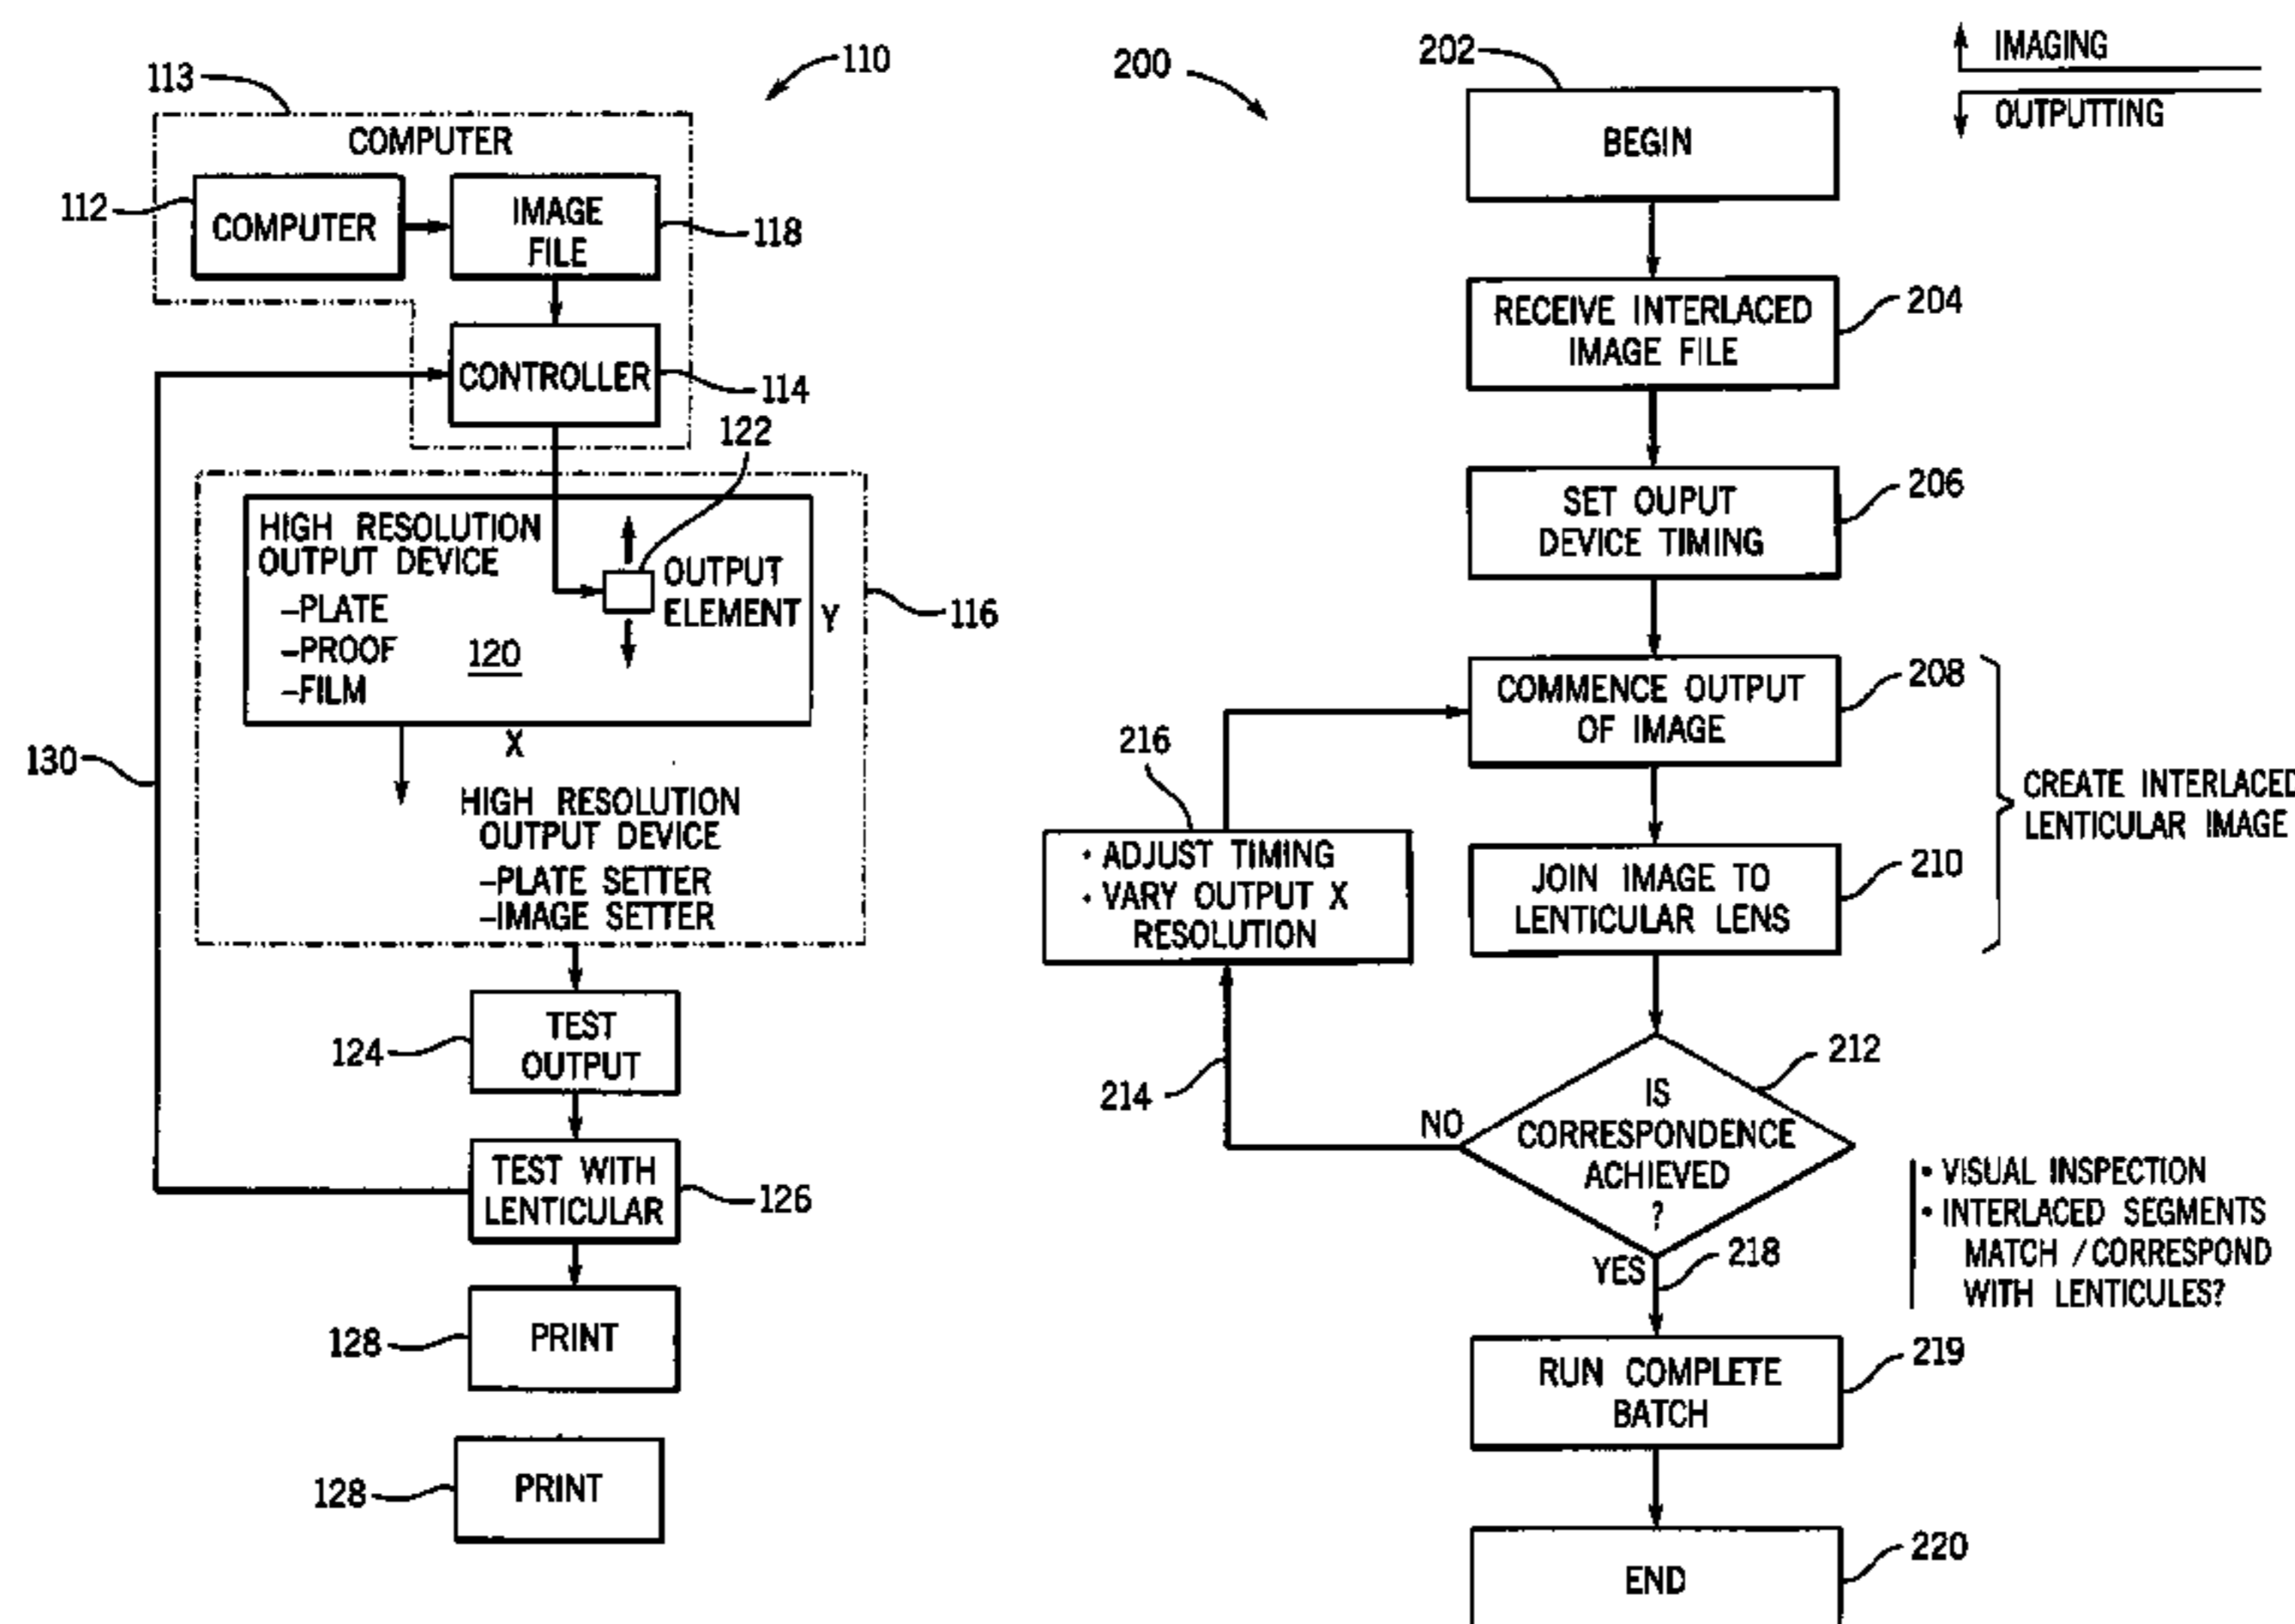 110
113
COMPUTER
112
COMPUTER
IMAGE
FILE
118
CONTROLLER
114
122
HIGH RESOLUTION
OUTPUT DEVICE
-PLATE
-PROOF
-FILM
120
OUTPUT
ELEMENT
Y
116
X
130
HIGH RESOLUTION
OUTPUT DEVICE
-PLATE SETTER
-IMAGE SETTER
TEST
OUTPUT
124
TEST WITH
LENTICULAR
126
PRINT
128
PRINT
128
200
202
BEGIN
IMAGING
OUTPUTTING
RECEIVE INTERLACED
IMAGE FILE
204
SET OUPUT
DEVICE TIMING
206
COMMENCE OUTPUT
OF IMAGE
208
216
• ADJUST TIMING
• VARY OUTPUT X
RESOLUTION
JOIN IMAGE TO
LENTICULAR LENS
210
CREATE INTERLACED
LENTICULAR IMAGE
214
NO
IS
CORRESPONDENCE
ACHIEVED
?
212
YES
218
• VISUAL INSPECTION
• INTERLACED SEGMENTS
MATCH / CORRESPOND
WITH LENTICULES?
RUN COMPLETE
BATCH
219
END
220